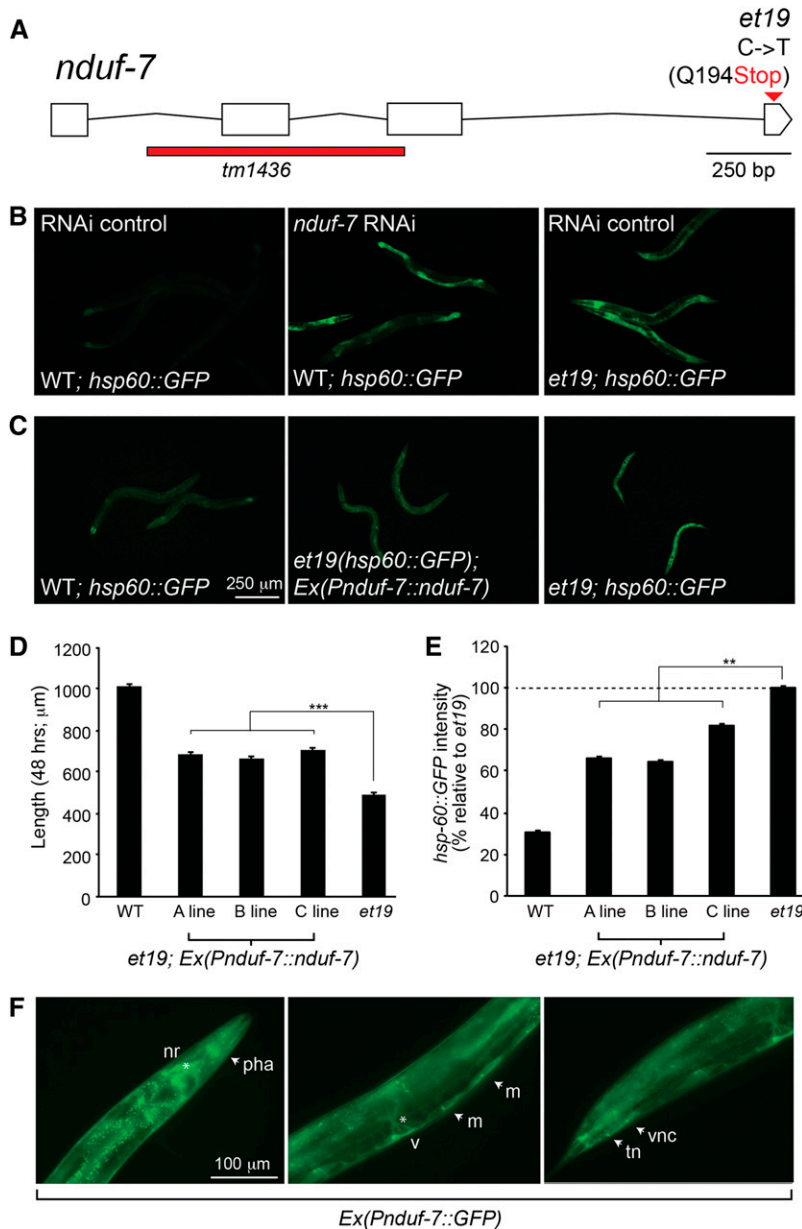 A
nduf-7
et19
C->T
(Q194Stop)
tm1436
250 bp
B
RNAi control
nduf-7 RNAi
RNAi control
WT; hsp60::GFP
WT; hsp60::GFP
et19; hsp60::GFP
C
WT; hsp60::GFP
250 μm
et19(hsp60::GFP);
Ex(Pnduf-7::nduf-7)
et19; hsp60::GFP
D
Length (48 hrs; μm)
1200
1000
800
600
400
200
0
***
WT
A line
B line
C line
et19
et19; Ex(Pnduf-7::nduf-7)
E
hsp-60::GFP intensity
(% relative to et19)
120
100
80
60
40
20
0
**
WT
A line
B line
C line
et19
et19; Ex(Pnduf-7::nduf-7)
F
nr
*
pha
100 μm
m
m
*
v
vnc
tn
Ex(Pnduf-7::GFP)